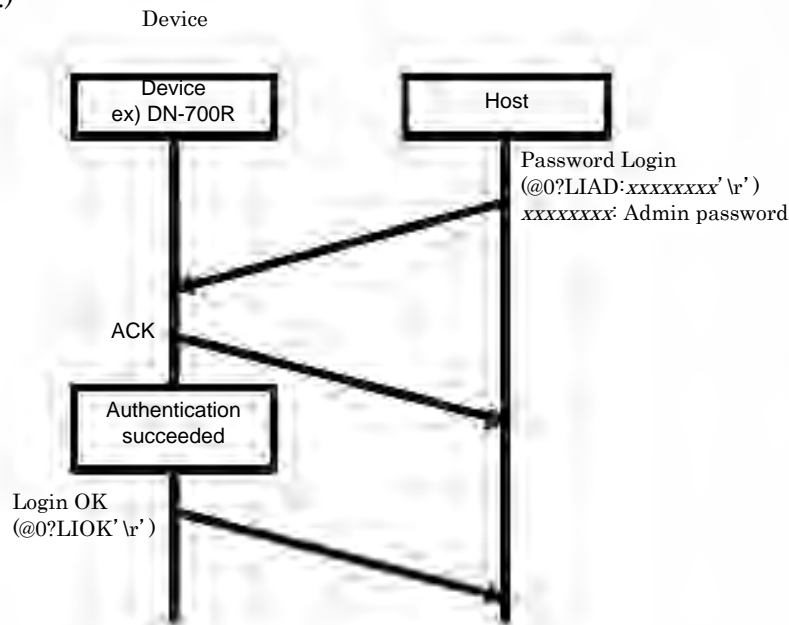 .)
Device
Device
ex) DN-700R
Host
Password Login
(@0?LIAD:xxxxxxxx’\r’)
xxxxxxxx: Admin password
ACK
Authentication
succeeded
Login OK
(@0?LIOK’\r’)